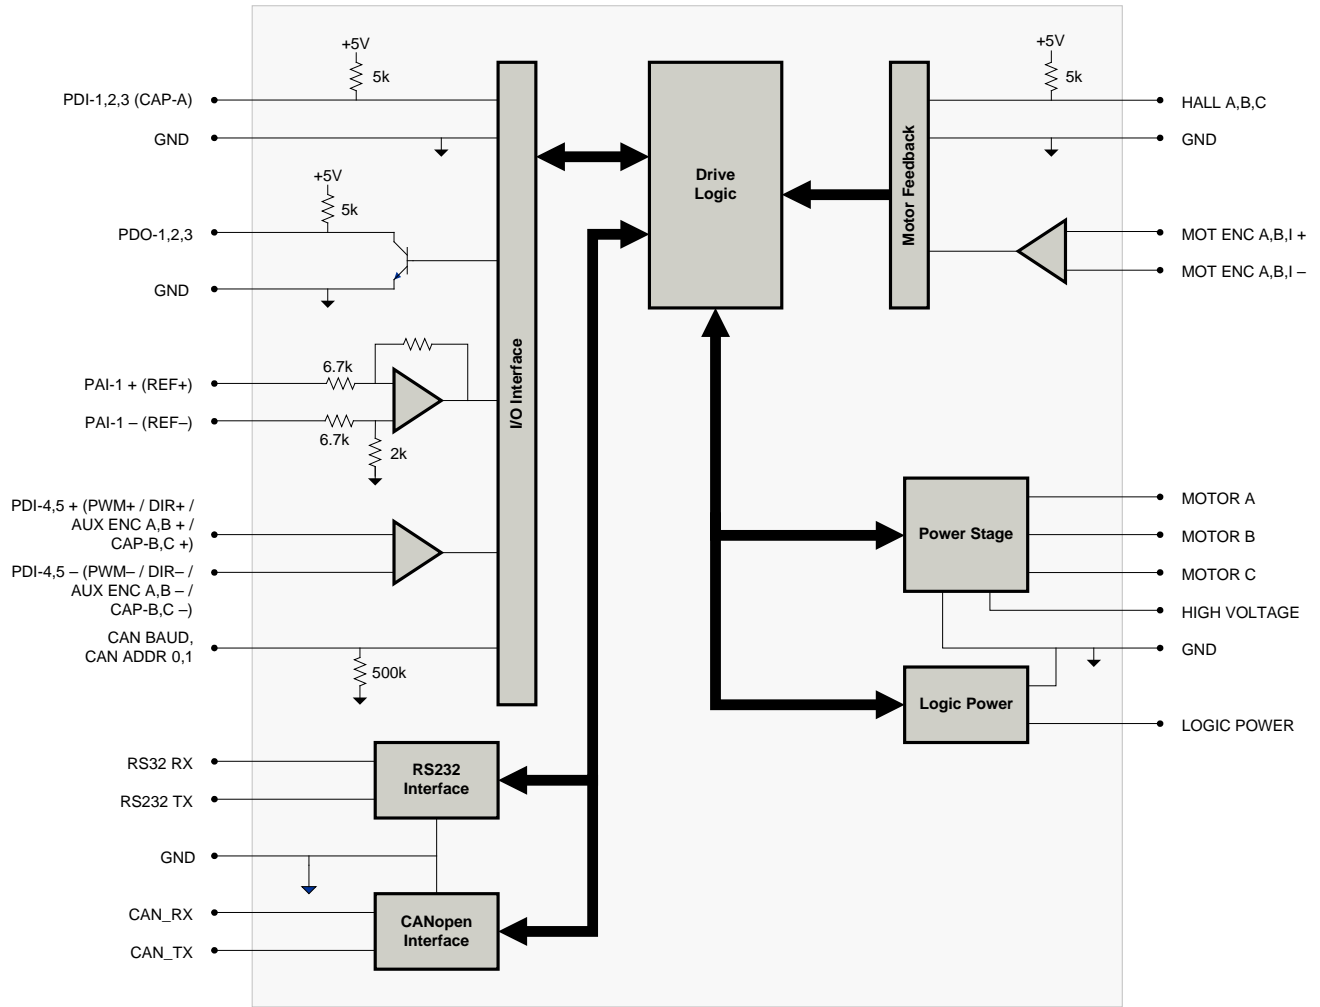 +5V
5k
PDI-1,2,3 (CAP-A)
GND
+5V
5k
PDO-1,2,3
GND
6.7k
PAI-1 + (REF+)
PAI-1 – (REF–)
6.7k
2k
PDI-4,5 + (PWM+ / DIR+ /
AUX ENC A,B + /
CAP-B,C +)
PDI-4,5 – (PWM– / DIR– /
AUX ENC A,B – /
CAP-B,C –)
CAN BAUD,
CAN ADDR 0,1
500k
I/O Interface
RS32 RX
RS232 TX
RS232
Interface
GND
CAN_RX
CAN_TX
CANopen
Interface
Drive
Logic
Motor Feedback
+5V
5k
HALL A,B,C
GND
MOT ENC A,B,I +
MOT ENC A,B,I –
Power Stage
MOTOR A
MOTOR B
MOTOR C
HIGH VOLTAGE
GND
Logic Power
LOGIC POWER